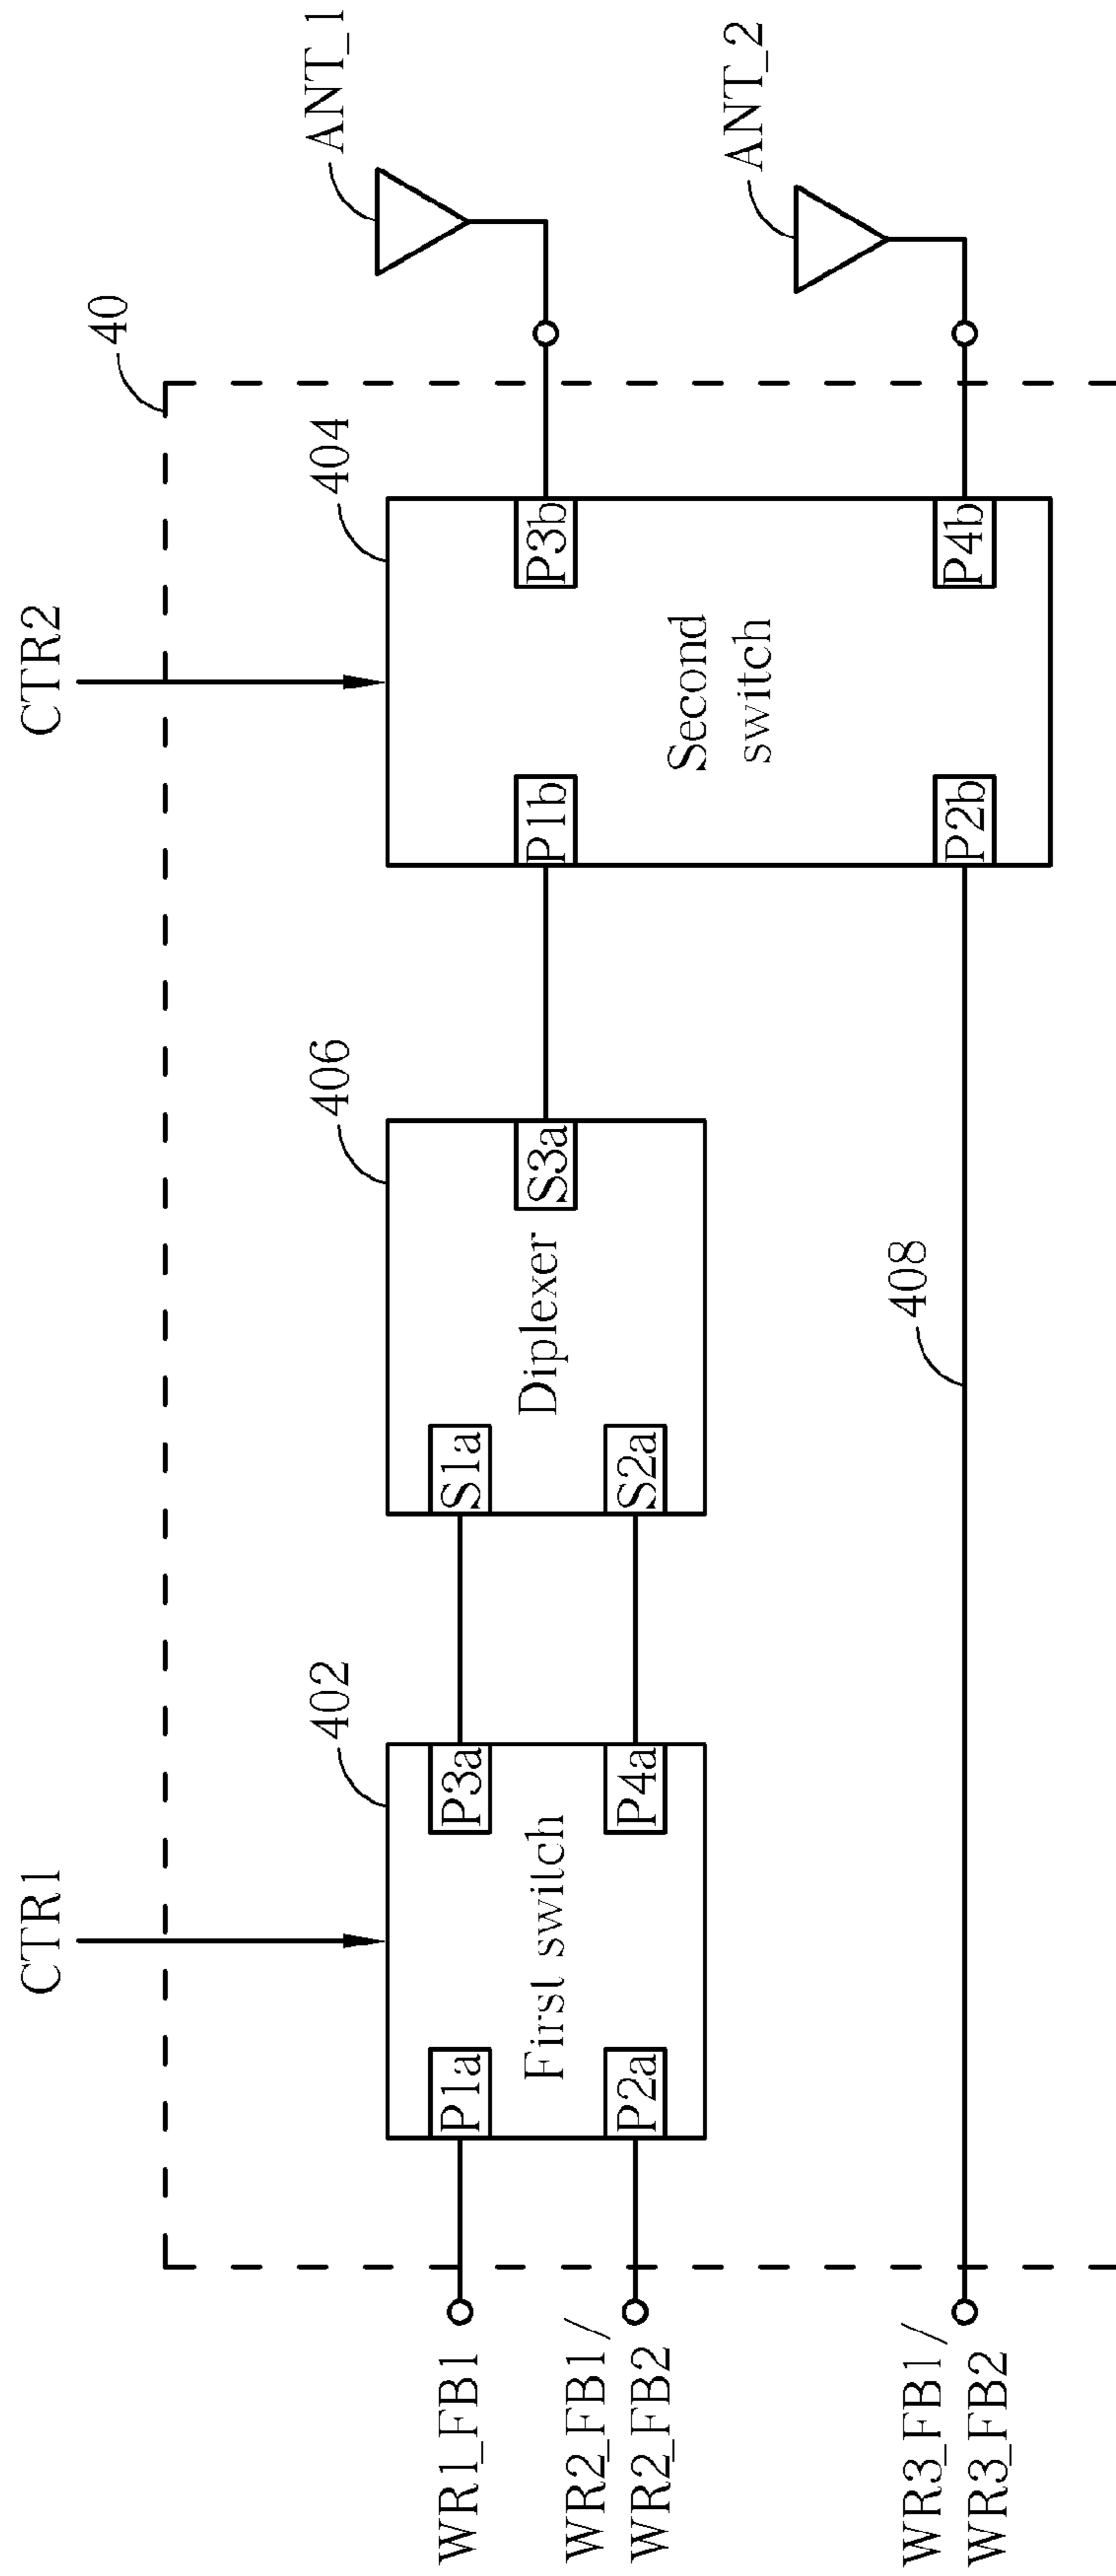 CTR1
CTR2
40
402
406
404
ANT_1
WR1_FB1
P1a
P3a
S1a
First switch
Diplexer
S3a
P1b
P3b
WR2_FB1/
WR2_FB2
P2a
P4a
S2a
Second
switch
ANT_2
408
WR3_FB1/
WR3_FB2
P2b
P4b